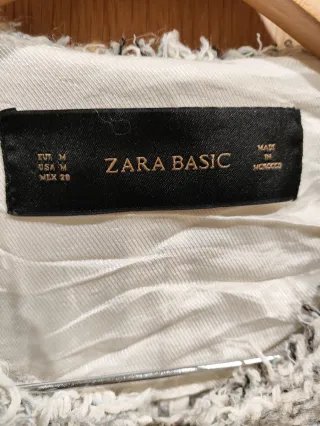 EUR M
USA M
MEX 28
ZARA BASIC
MADE
IN
MOROCCO